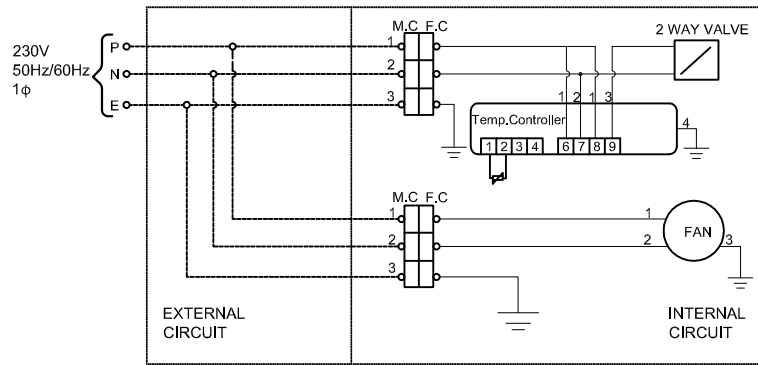 M.C F.C
2 WAY VALVE
230V
50Hz/60Hz
1ϕ
P
N
E
1
2
3
1 2 1 3
Temp.Controller
4
1 2 3 4 6 7 8 9
M.C F.C
1
2
3
1
2
FAN
3
EXTERNAL
CIRCUIT
INTERNAL
CIRCUIT